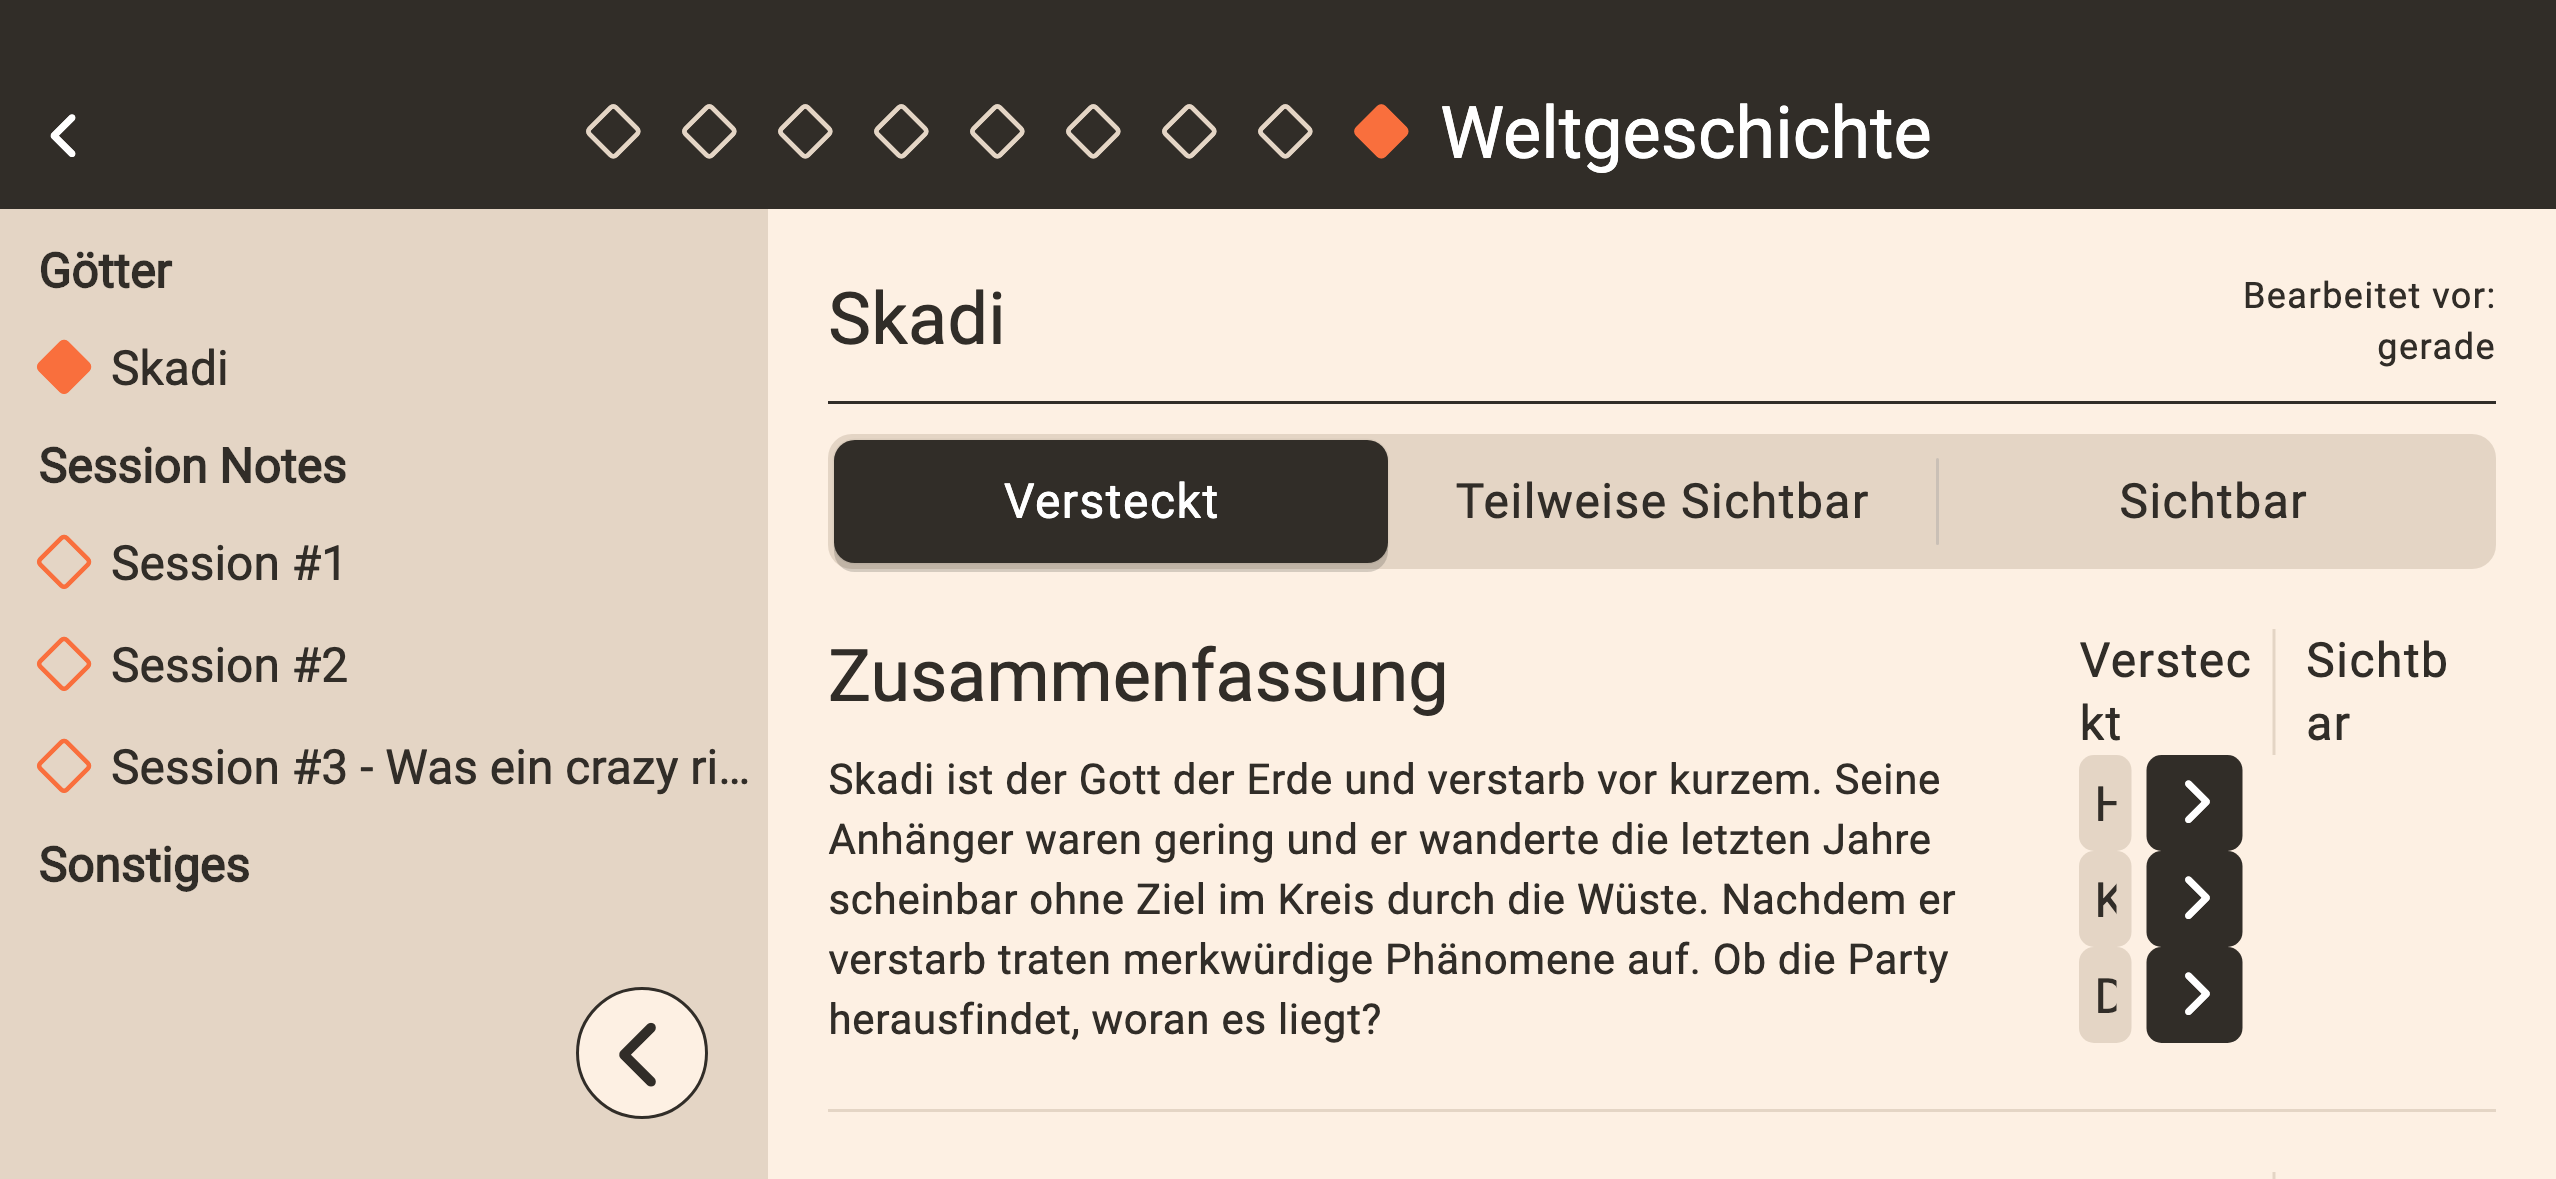 Weltgeschichte
Götter
Skadi
Session Notes
Session #1
Session #2
Session #3 - Was ein crazy ri...
Sonstiges
Skadi
Bearbeitet vor:
gerade
Versteckt
Teilweise Sichtbar
Sichtbar
Zusammenfassung
Skadi ist der Gott der Erde und verstarb vor kurzem. Seine
Anhänger waren gering und er wanderte die letzten Jahre
scheinbar ohne Ziel im Kreis durch die Wüste. Nachdem er
verstarb traten merkwürdige Phänomene auf. Ob die Party
herausfindet, woran es liegt?
Verstec
kt
Sichtb
ar
K
D